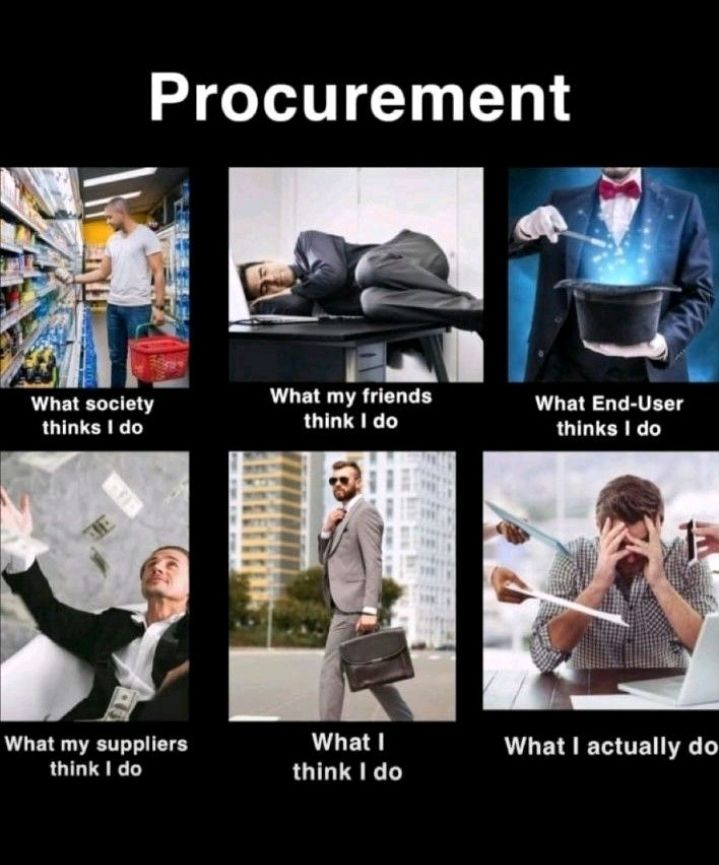 Procurement
What society
thinks I do
What my friends
think I do
What End-User
thinks I do
What my suppliers
think I do
What I
think I do
What I actually do